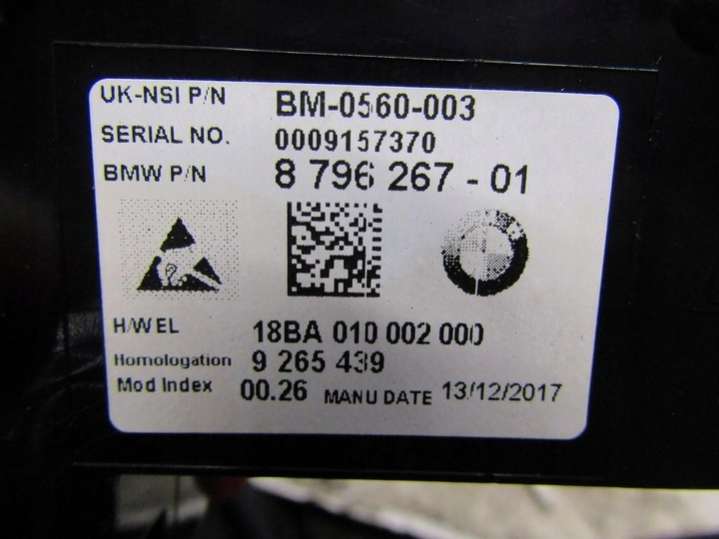 UK-NSI P/N BM-0560-003
SERIAL NO. 0009157370
BMW P/N 8 796 267 - 01
H/W EL 18BA 010 002 000
Homologation 9 265 439
Mod Index 00.26 MANU DATE 13/12/2017